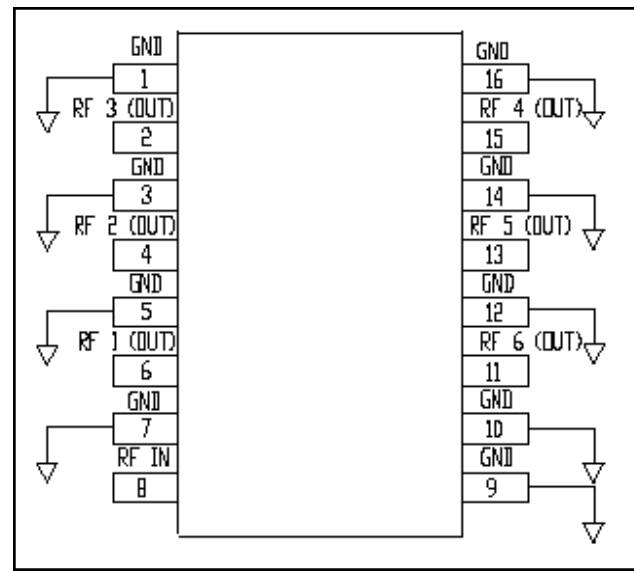 GND
1
RF 3 (OUT)
2
GND
3
RF 2 (OUT)
4
GND
5
RF 1 (OUT)
6
GND
7
RF IN
8
GND
16
RF 4 (OUT)
15
GND
14
RF 5 (OUT)
13
GND
12
RF 6 (OUT)
11
GND
10
GND
9